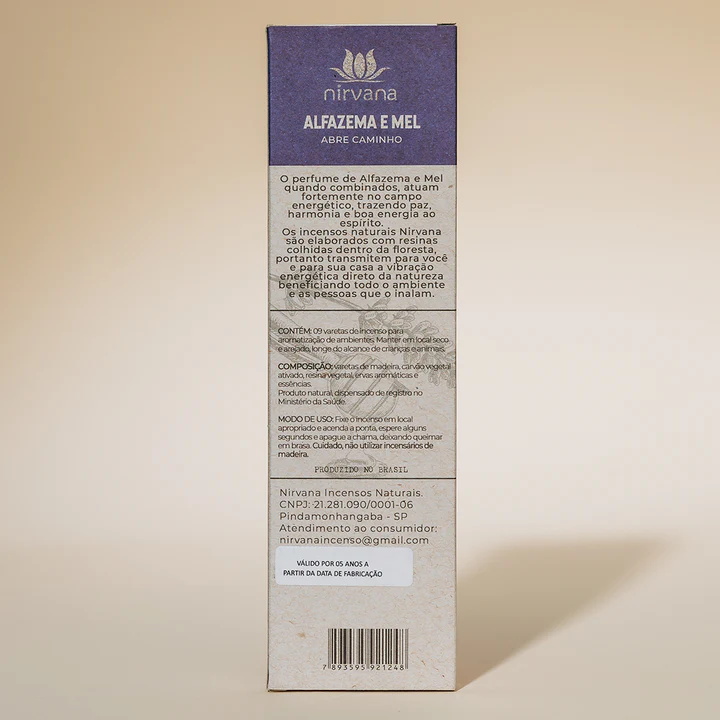 nirvana
ALFAZEMA E MEL
ABRE CAMINHO
O perfume de Alfazema e Mel
quando combinados, atuam
fortemente no campo
energético, trazendo paz,
harmonia e boa energia ao
espírito.
Os incensos naturais Nirvana
são elaborados com resinas
colhidas dentro da floresta,
portanto transmitem para você
e para sua casa a vibração
energética direto da natureza
beneficiando todo o ambiente
e as pessoas que o inalam.
CONTÉM: 09 varetas de incenso para
aromatização de ambientes. Manter em local seco
e arejado, longe do alcance de crianças e animais.
COMPOSIÇÃO: varetas de madeira, carvão vegetal
ativado, resina vegetal, ervas aromáticas e
essências.
Produto natural, dispensado de registro no
Ministério da Saúde.
MODO DE USO: Fixe o incenso em local
apropriado e acenda a ponta, espere alguns
segundos e apague a chama, deixando queimar
em brasa. Cuidado, não utilizar incensários de
madeira.
PRODUZIDO NO BRASIL
Nirvana Incensos Naturais.
CNPJ: 21.281.090/0001-06
Pindamonhangaba - SP
Atendimento ao consumidor:
nirvanaincenso@gmail.com
VÁLIDO POR 05 ANOS A
PARTIR DA DATA DE FABRICAÇÃO
7 893595 921248